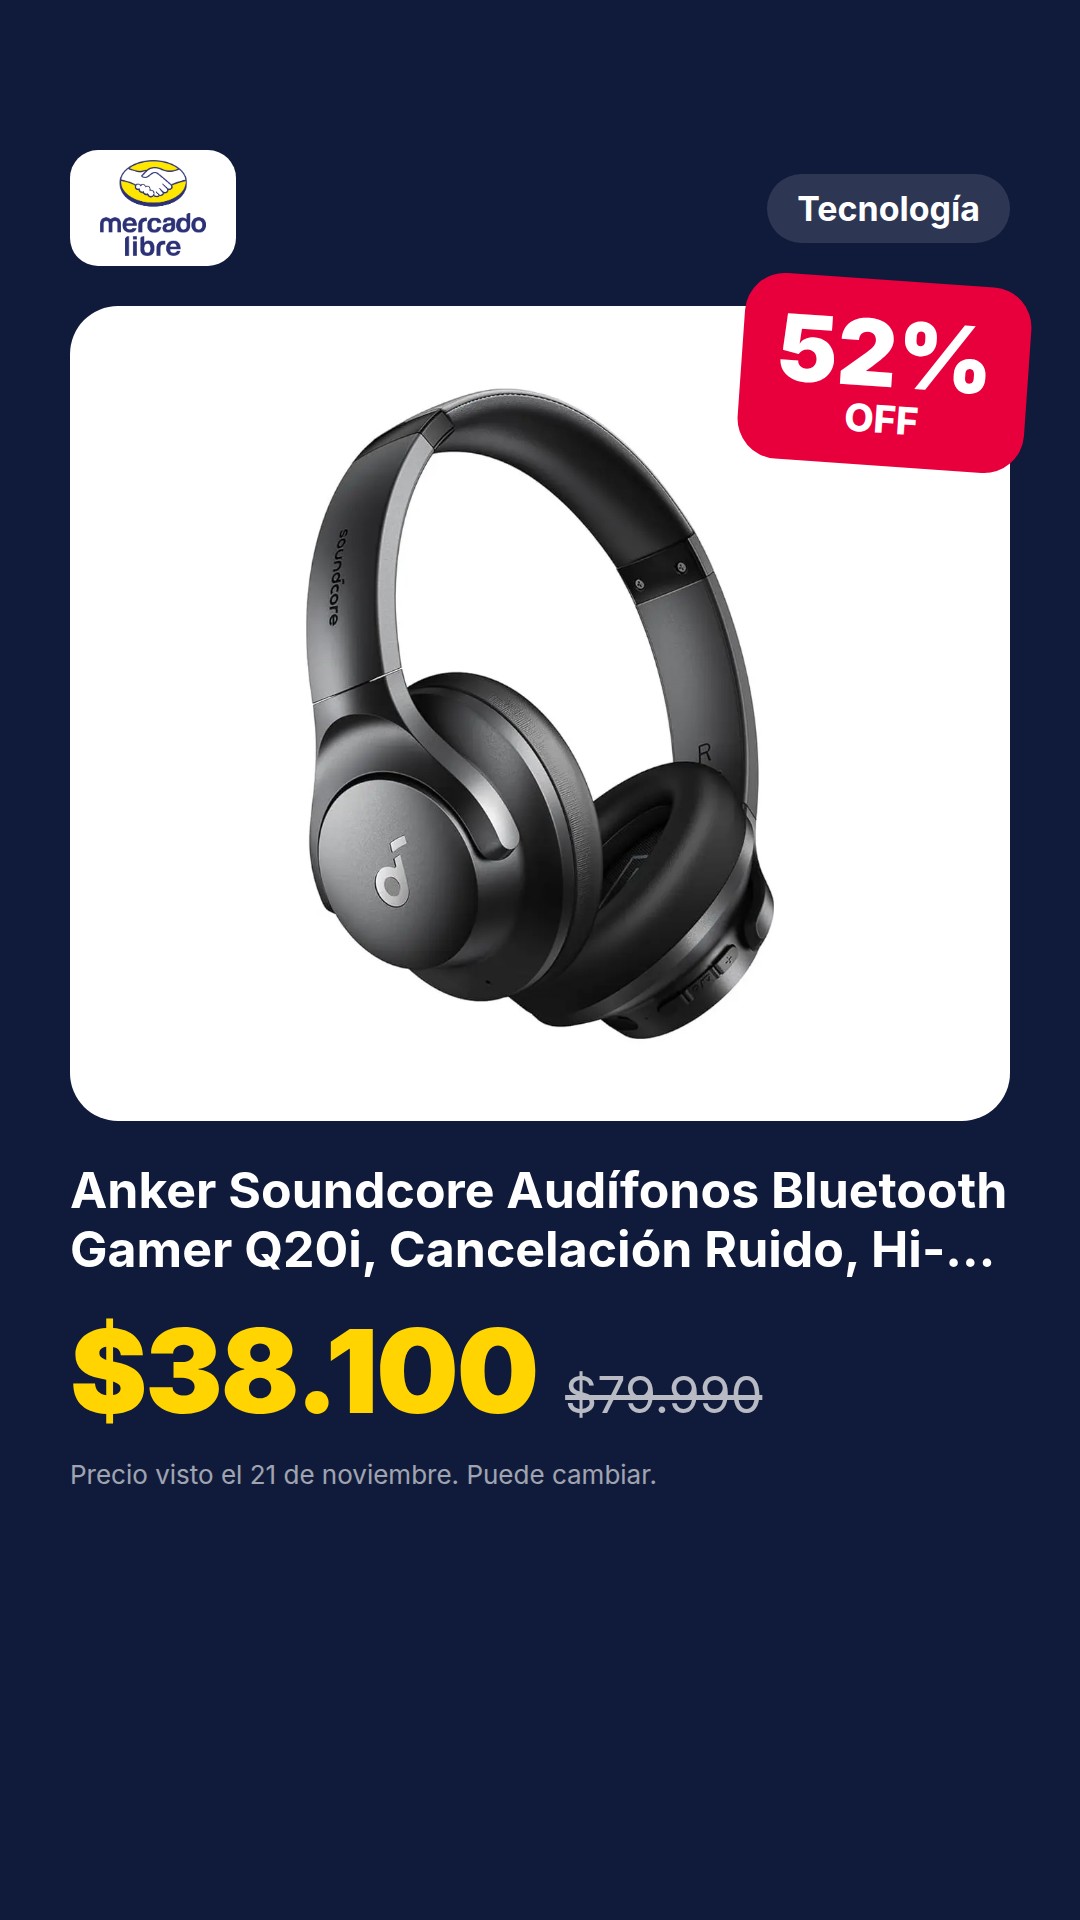 mercado
libre
Tecnología
52%
OFF
soundcore
R
Anker Soundcore Audífonos Bluetooth
Gamer Q20i, Cancelación Ruido, Hi-...
$38.100 $79.990
Precio visto el 21 de noviembre. Puede cambiar.